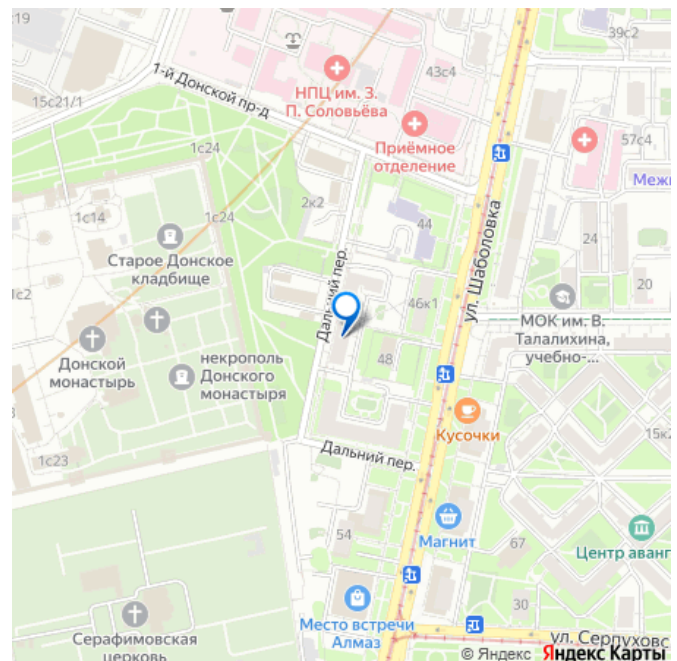 с19
39с2
43с4
НПЦ им. З.
П. Соловьёва
15с21/1
1-й Донской пр-д
57с4
Приёмное
отделение
1с24
Межı
2к2
1с24
1с14
44
ул. Шаболовка
24
Старое Донское
кладбище
Дальний пер.
20
1с2
46к1
МОК им. В.
Талалихина,
учебно-...
Донской
монастырь
некрополь
Донского
монастыря
48
Кусочки
15к2
Дальний пер.
1с23
54
Магнит
67
Центр аванг
30
Место встречи
Алмаз
Серафимовская
церковь
ул. Серпуховс
© Яндекс Яндекс Карты